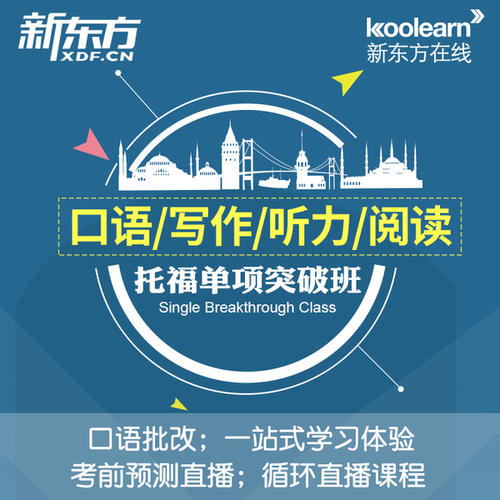 新东方
XDF.CN
koolearn
新东方在线
口语/写作/听力/阅读
托福单项突破班
Single Breakthrough Class
口语批改；一站式学习体验
考前预测直播；循环直播课程